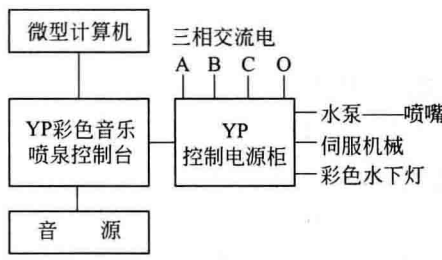 微型计算机
三相交流电
A B C O
YP彩色音乐
喷泉控制台
YP
控制电源柜
水泵——喷嘴
伺服机械
彩色水下灯
音 源